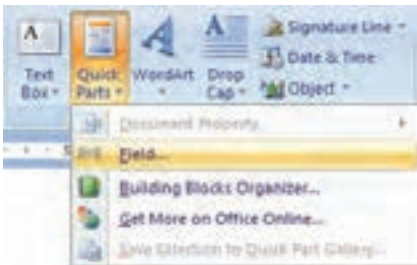 A
A
A
Signature Line
Date & Time
Object
Text
Box
Quick
Parts
WordArt
Drop
Cap
Document Property
Field...
Building Blocks Organizer...
Get More on Office Online...
Save Selection to Quick Part Gallery...